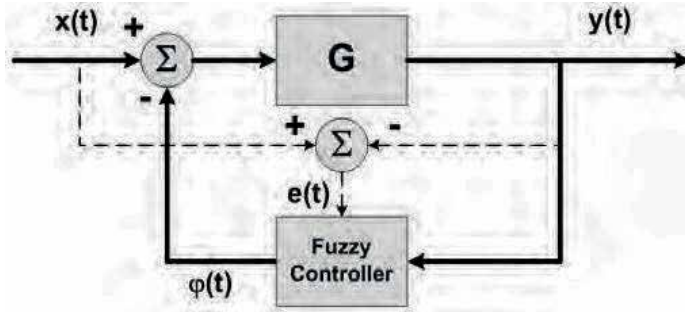 x(t)
+
Σ
-
G
y(t)
+
Σ
-
e(t)
Fuzzy
Controller
φ(t)